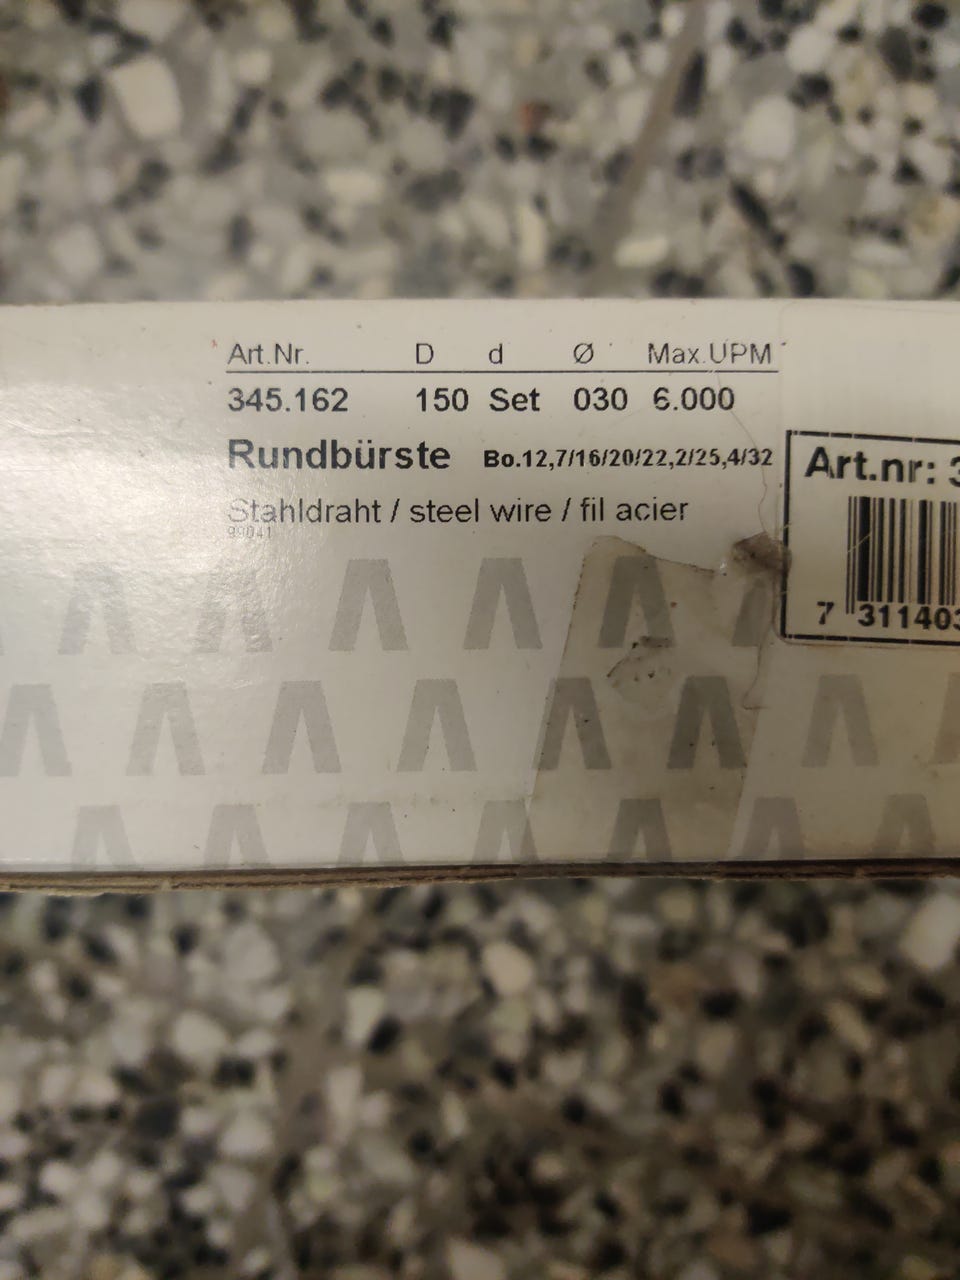 Art.Nr. D d Ø Max.UPM
345.162 150 Set 030 6.000
Rundbürste Bo.12,7/16/20/22,2/25,4/32
Stahldraht / steel wire / fil acier
99041
Art.nr: 3
7 311403